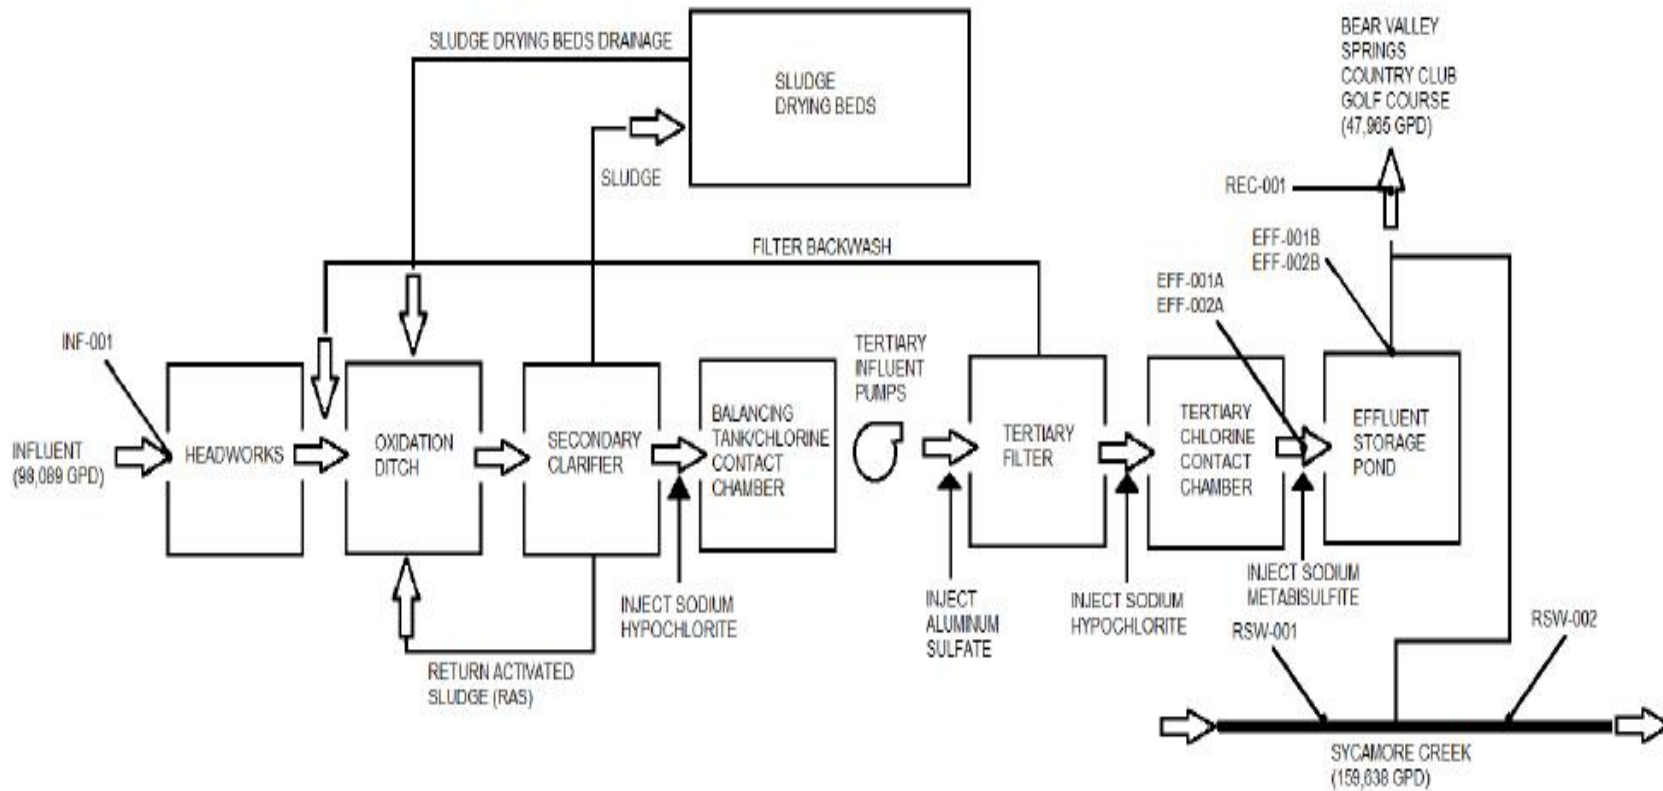 BEAR VALLEY
SPRINGS
COUNTRY CLUB
GOLF COURSE
(47,965 GPD)
SLUDGE DRYING BEDS DRAINAGE
SLUDGE
DRYING BEDS
SLUDGE
REC-001
FILTER BACKWASH
EFF-001B
EFF-002B
EFF-001A
EFF-002A
INF-001
TERTIARY
INFLUENT
PUMPS
INFLUENT
(98,089 GPD)
HEADWORKS
OXIDATION
DITCH
SECONDARY
CLARIFIER
BALANCING
TANK/CHLORINE
CONTACT
CHAMBER
TERTIARY
FILTER
TERTIARY
CHLORINE
CONTACT
CHAMBER
EFFLUENT
STORAGE
POND
INJECT SODIUM
HYPOCHLORITE
INJECT
ALUMINUM
SULFATE
INJECT SODIUM
HYPOCHLORITE
INJECT SODIUM
METABISULFITE
RETURN ACTIVATED
SLUDGE (RAS)
RSW-001
RSW-002
SYCAMORE CREEK
(159,638 GPD)